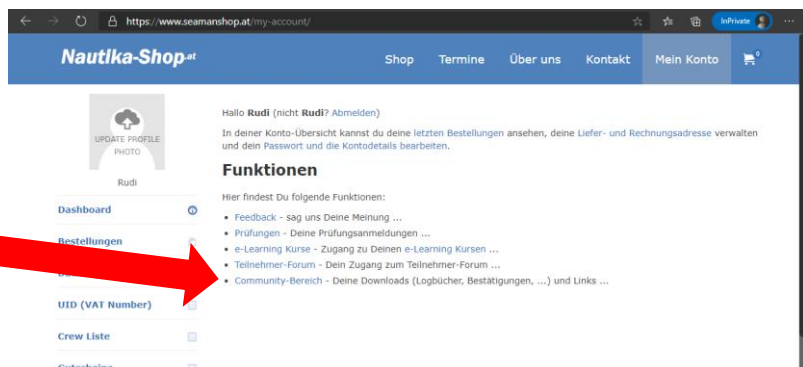 https://www.seamanshop.at/my-account/
InPrivate
Nautika-Shop.at
Shop Termine Über uns Kontakt Mein Konto 0
UPDATE PROFILE
PHOTO
Rudi
Dashboard
Bestellungen
UID (VAT Number)
Crew Liste
Hallo Rudi (nicht Rudi? Abmelden)
In deiner Konto-Übersicht kannst du deine letzten Bestellungen ansehen, deine Liefer- und Rechnungsadresse verwalten
und dein Passwort und die Kontodetails bearbeiten.
Funktionen
Hier findest Du folgende Funktionen:
• Feedback - sag uns Deine Meinung ...
• Prüfungen - Deine Prüfungsanmeldungen ...
• e-Learning Kurse - Zugang zu Deinen e-Learning Kursen ...
• Teilnehmer-Forum - Dein Zugang zum Teilnehmer-Forum ...
• Community-Bereich - Deine Downloads (Logbücher, Bestätigungen, ...) und Links ...